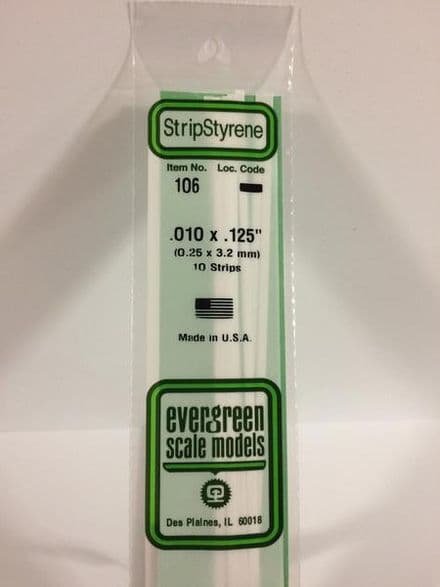 StripStyrene
Item No. Loc. Code
106
.010 x .125"
(0.25 x 3.2 mm)
10 Strips
Made in U.S.A.
evergreen
scale models
Des Plaines, IL 60018